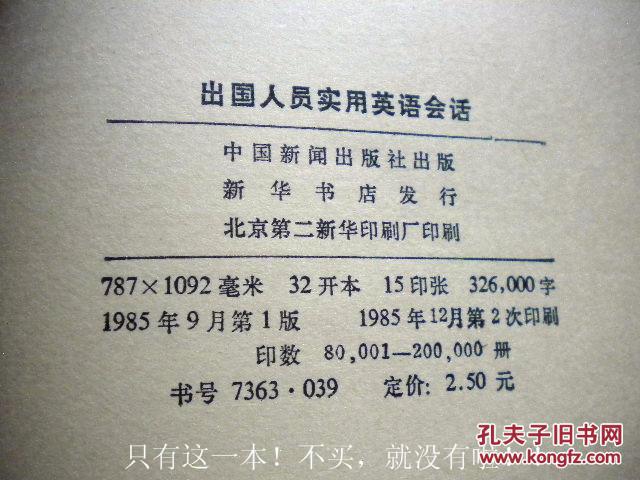 出国人员实用英语会话
中国新闻出版社出版
新华书店发行
北京第二新华印刷厂印刷
787×1092毫米 32开本 15印张 326,000字
1985年9月第1版 1985年12月第2次印刷
印数 80,001—200,000册
书号 7363·039 定价: 2.50元
只有这一本！不买，就没有啦
孔夫子旧书网
www.kongfz.com